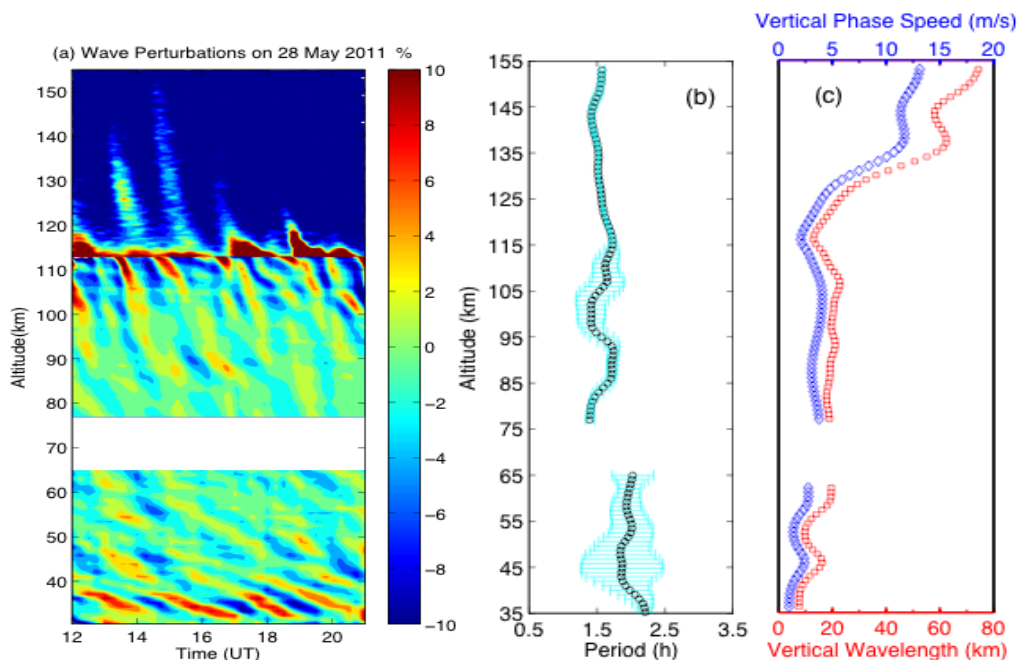 (a) Wave Perturbations on 28 May 2011 %
150
140
130
120
110
100
90
80
70
60
50
40
Altitude(km)
12 14 16 18 20
Time (UT)
10
8
6
4
2
0
−2
−4
−6
−8
−10
(b)
155
145
135
125
115
105
95
85
75
65
55
45
35
Altitude (km)
0.5 1.5 2.5 3.5
Period (h)
Vertical Phase Speed (m/s)
0 5 10 15 20
(c)
0 20 40 60 80
Vertical Wavelength (km)